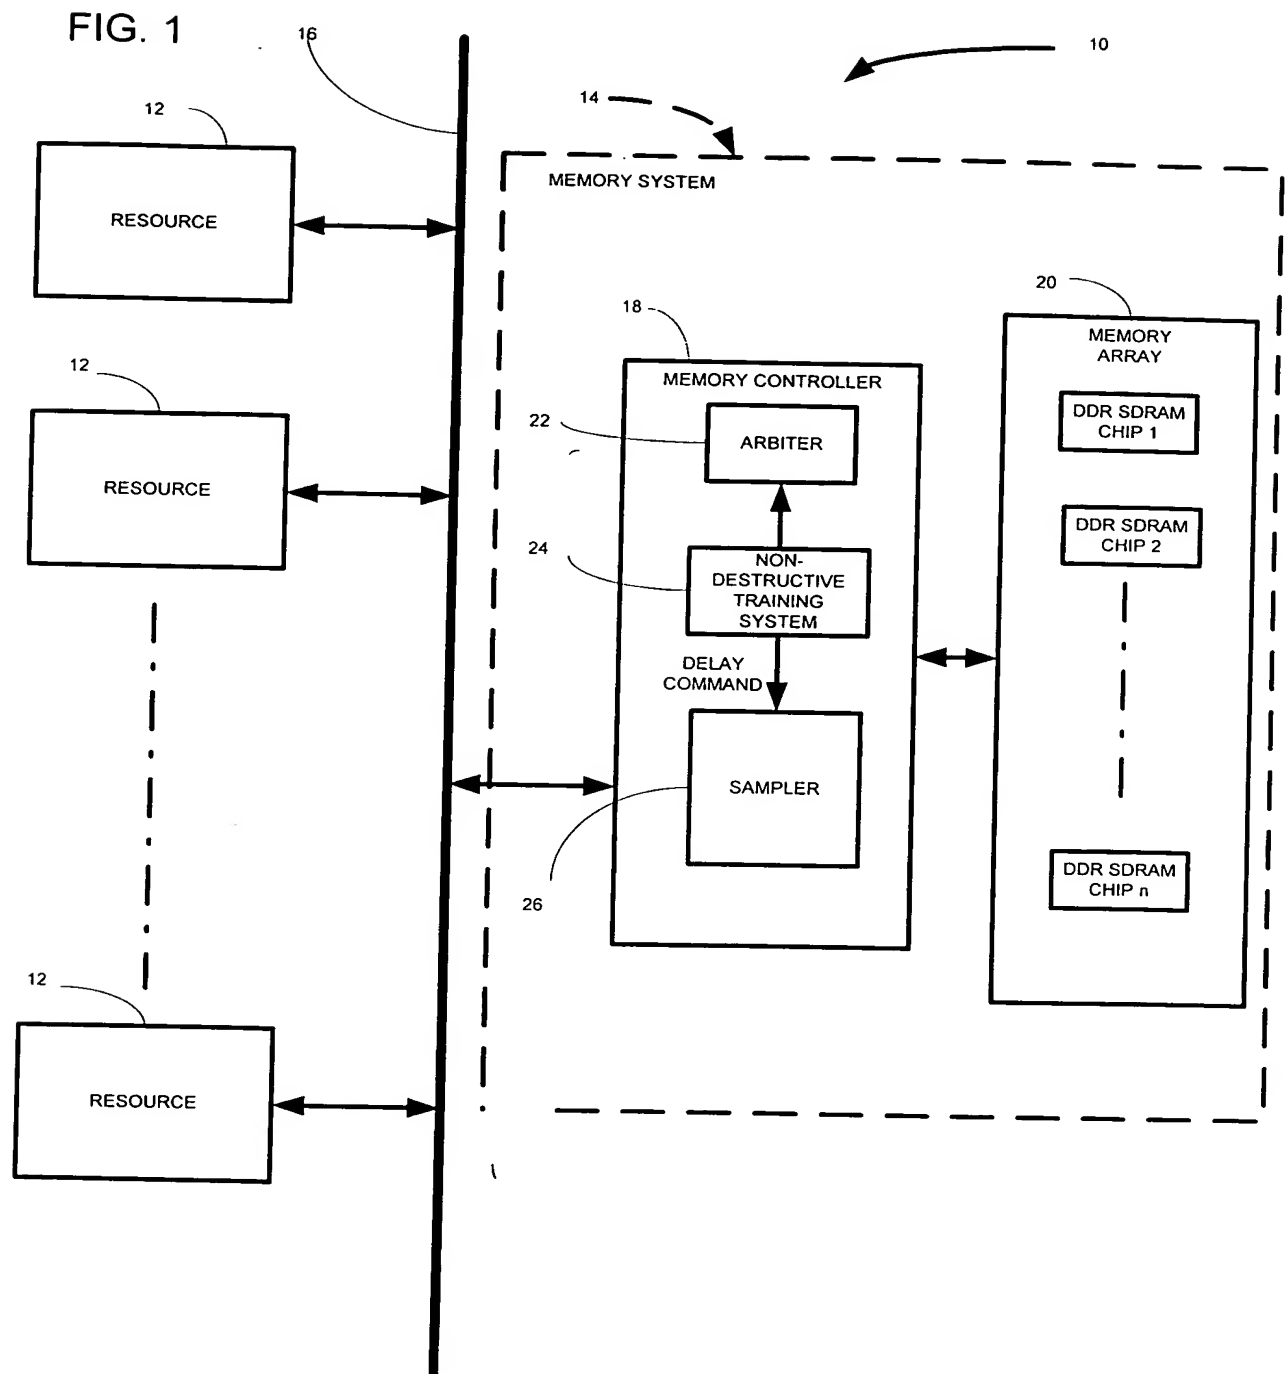 FIG. 1
16
10
14
12
MEMORY SYSTEM
RESOURCE
20
18
MEMORY
ARRAY
12
MEMORY CONTROLLER
DDR SDRAM
CHIP 1
22
ARBITER
RESOURCE
DDR SDRAM
CHIP 2
24
NON-
DESTRUCTIVE
TRAINING
SYSTEM
DELAY
COMMAND
SAMPLER
DDR SDRAM
CHIP n
26
12
RESOURCE